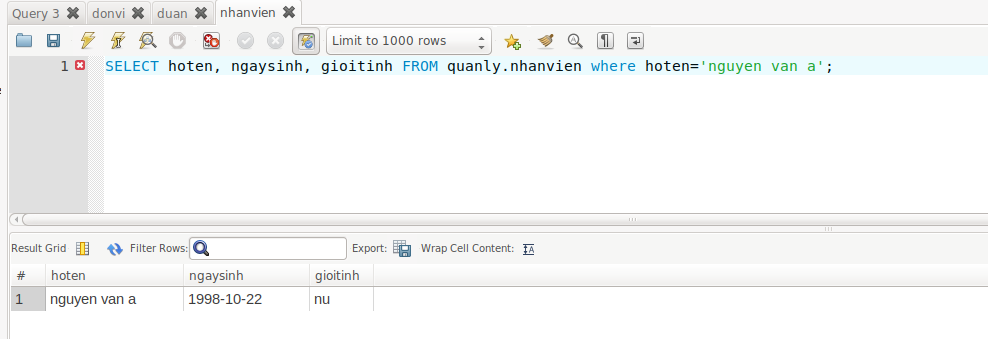 Query 3 donvi duan nhanvien
Limit to 1000 rows
1 SELECT hoten, ngaysinh, gioitinh FROM quanly.nhanvien where hoten='nguyen van a';
Result Grid Filter Rows: Export: Wrap Cell Content:
# hoten ngaysinh gioitinh
1 nguyen van a 1998-10-22 nu